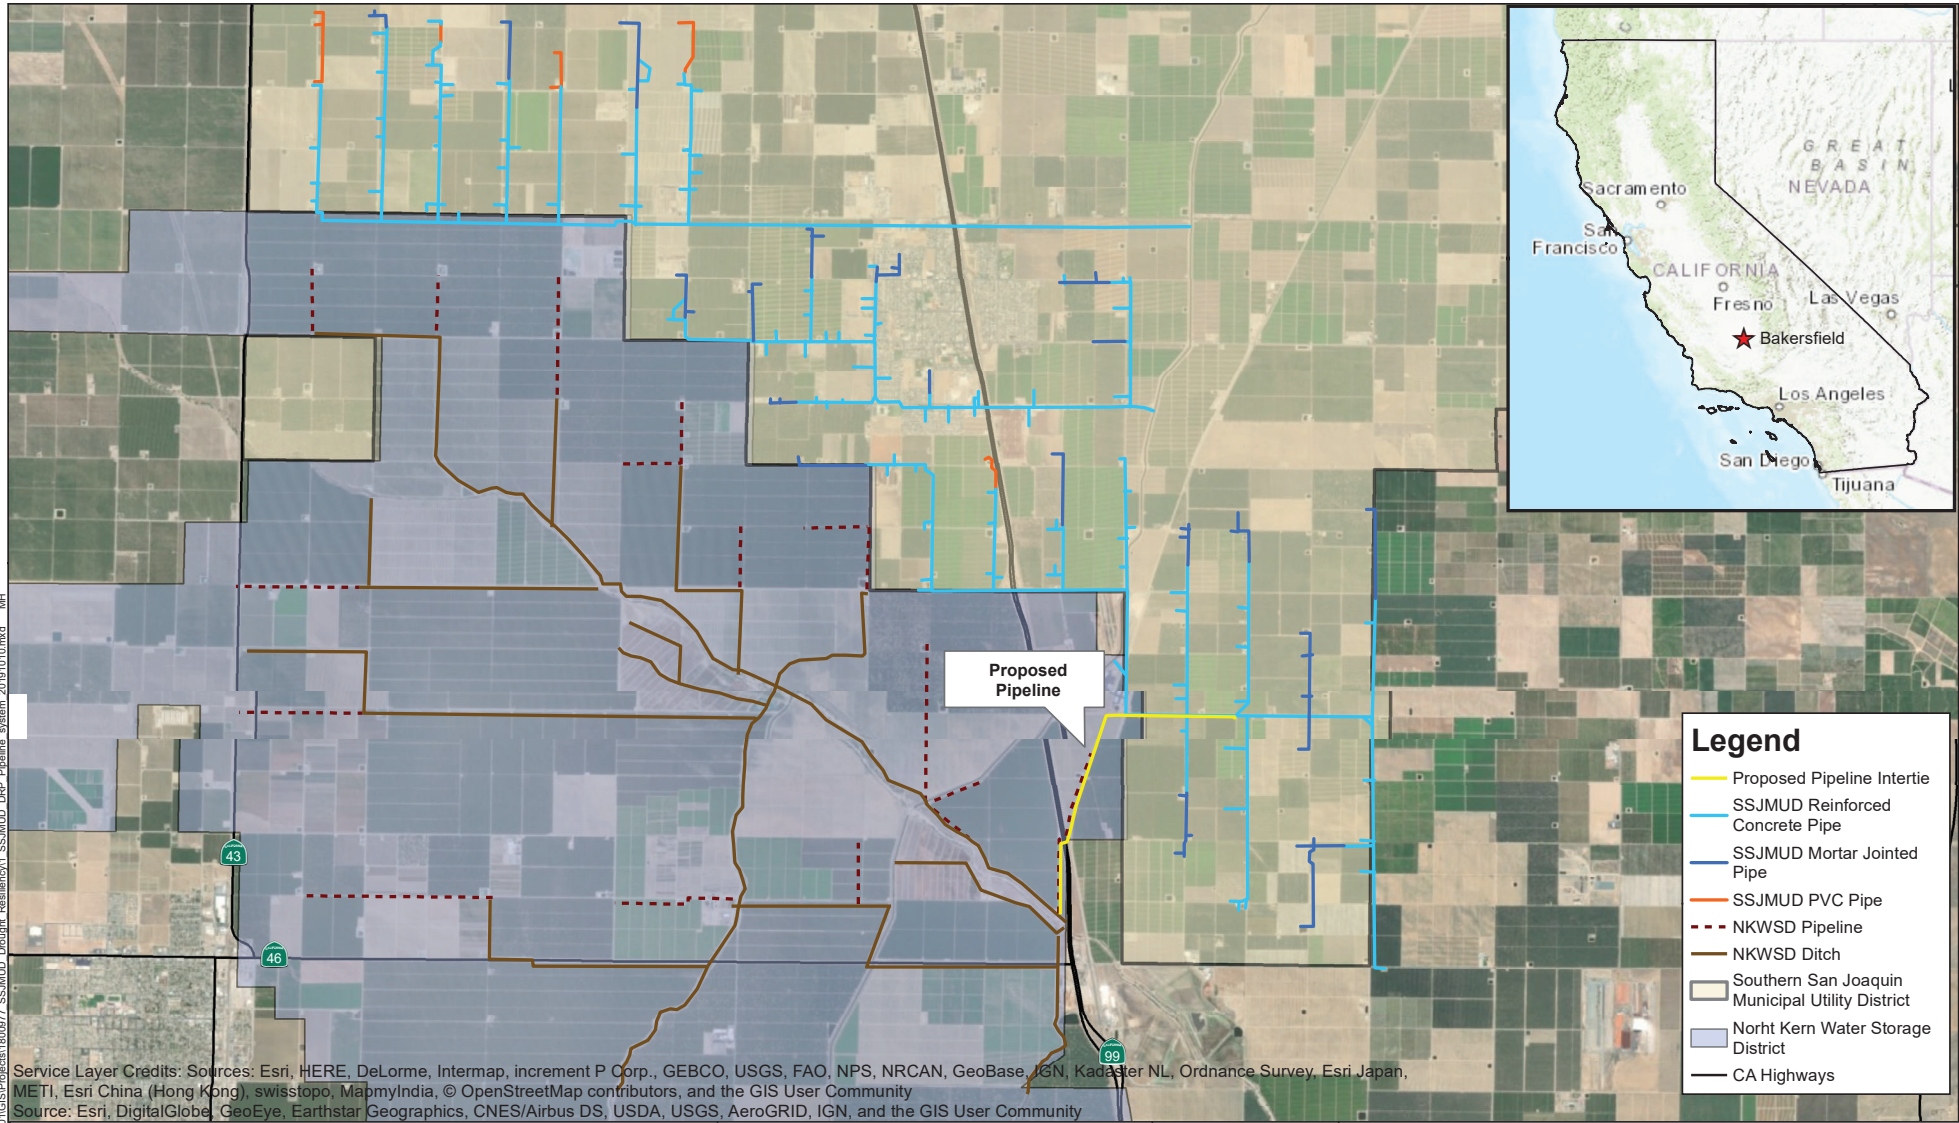 GREAT
BASIN
NEVADA
Sacramento
San
Francisco
CALIFORNIA
Fresno
Las Vegas
Bakersfield
Los Angeles
San Diego
Tijuana
Proposed
Pipeline
43
46
99
Legend
Proposed Pipeline Intertie
SSJMUD Reinforced
Concrete Pipe
SSJMUD Mortar Jointed
Pipe
SSJMUD PVC Pipe
NKWSD Pipeline
NKWSD Ditch
Southern San Joaquin
Municipal Utility District
Norht Kern Water Storage
District
CA Highways
Service Layer Credits: Sources: Esri, HERE, DeLorme, Intermap, increment P Corp., GEBCO, USGS, FAO, NPS, NRCAN, GeoBase, IGN, Kadaster NL, Ordnance Survey, Esri Japan,
METI, Esri China (Hong Kong), swisstopo, MapmyIndia, © OpenStreetMap contributors, and the GIS User Community
Source: Esri, DigitalGlobe, GeoEye, Earthstar Geographics, CNES/Airbus DS, USDA, USGS, AeroGRID, IGN, and the GIS User Community